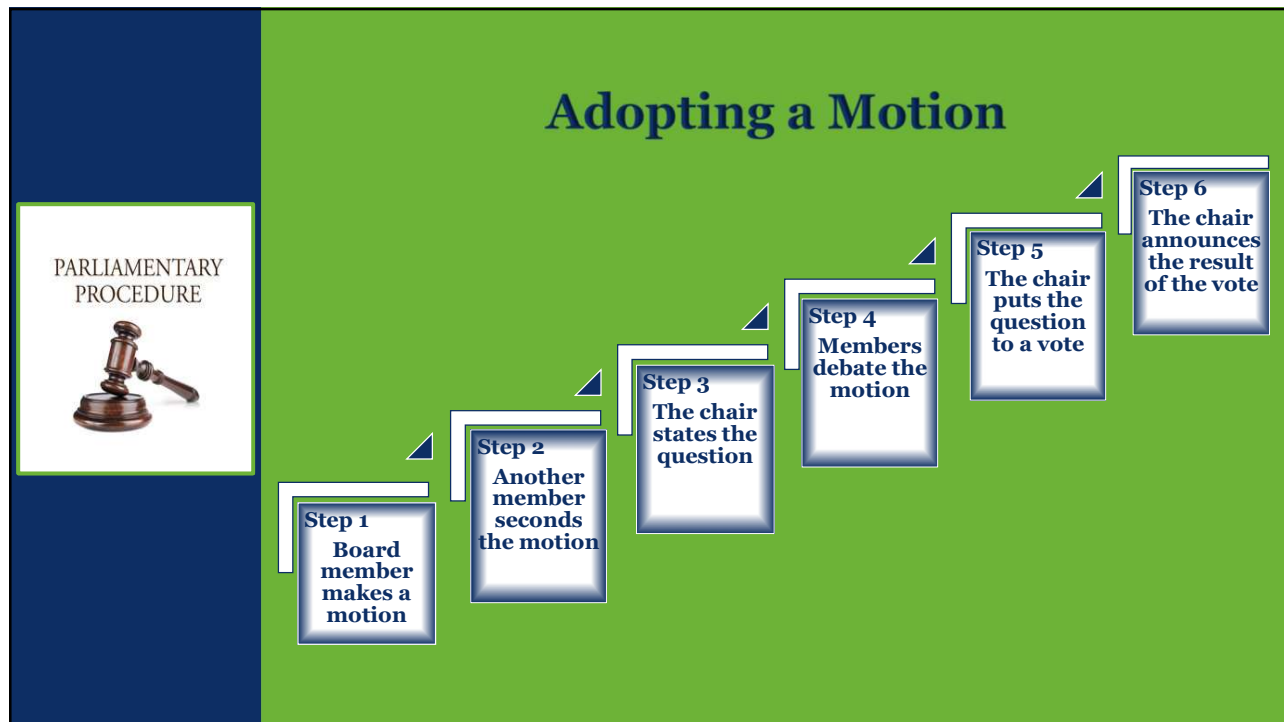 Adopting a Motion
PARLIAMENTARY
PROCEDURE
Step 1
Board
member
makes a
motion
Step 2
Another
member
seconds
the motion
Step 3
The chair
states the
question
Step 4
Members
debate the
motion
Step 5
The chair
puts the
question
to a vote
Step 6
The chair
announces
the result
of the vote